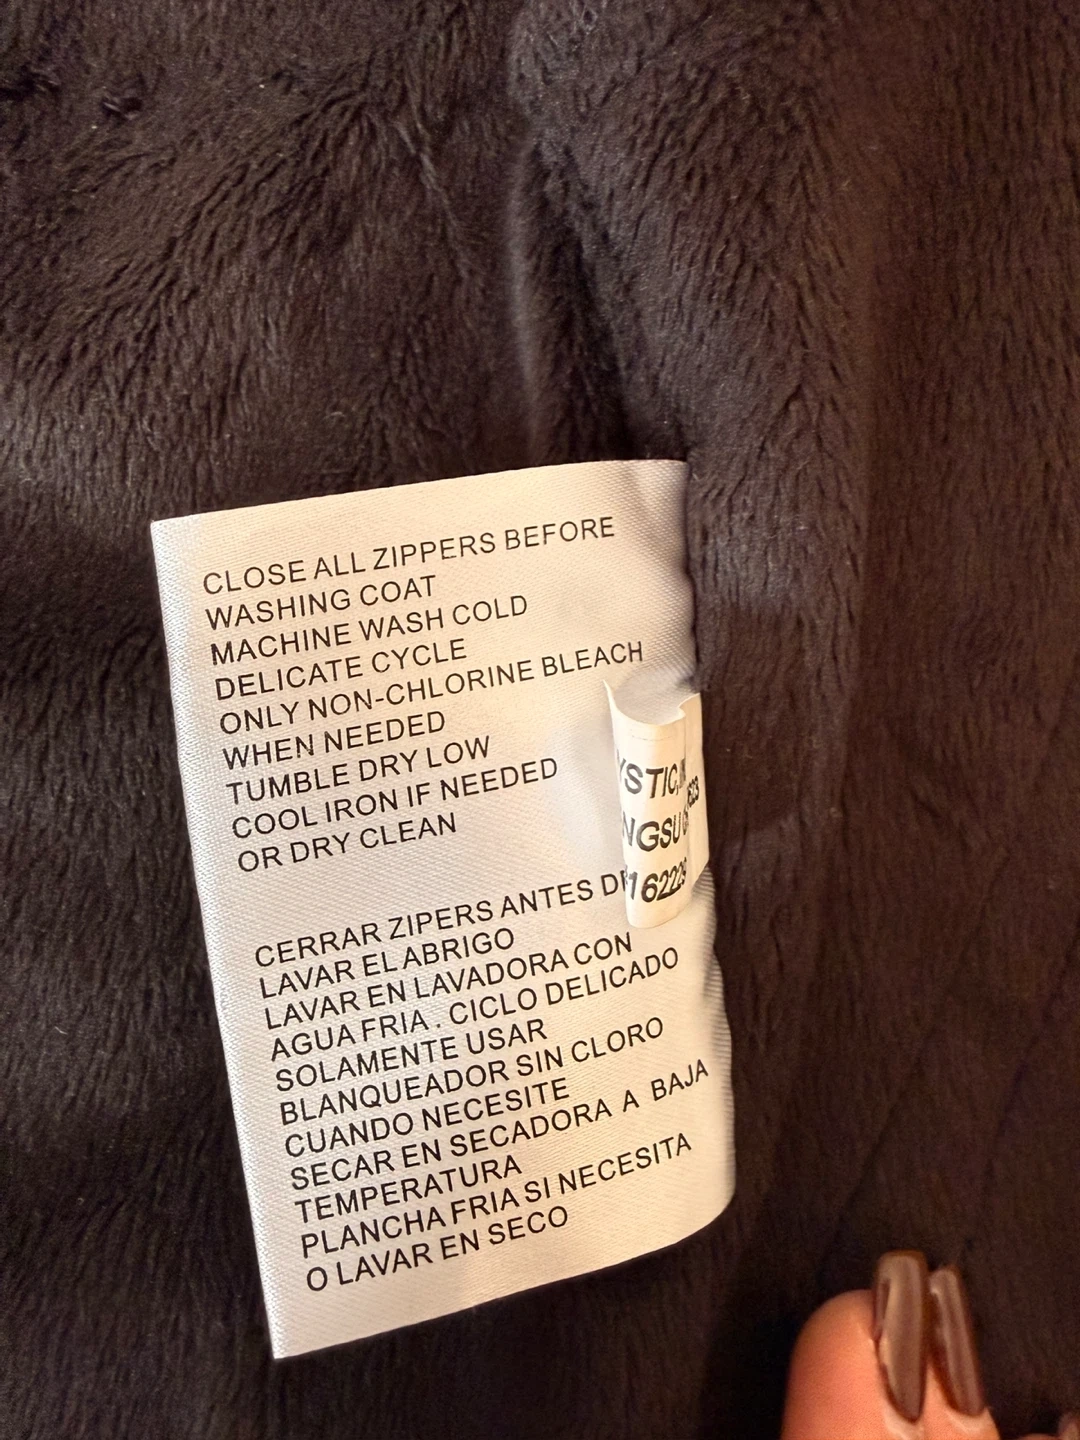 CLOSE ALL ZIPPERS BEFORE
WASHING COAT
MACHINE WASH COLD
DELICATE CYCLE
ONLY NON-CHLORINE BLEACH
WHEN NEEDED
TUMBLE DRY LOW
COOL IRON IF NEEDED
OR DRY CLEAN
CERRAR ZIPERS ANTES
LAVAR EL ABRIGO
LAVAR EN LAVADORA CON
AGUA FRIA . CICLO DELICADO
SOLAMENTE USAR
BLANQUEADOR SIN CLORO
CUANDO NECESITE
SECAR EN SECADORA A BAJA
TEMPERATURA
PLANCHA FRIA SI NECESITA
O LAVAR EN SECO